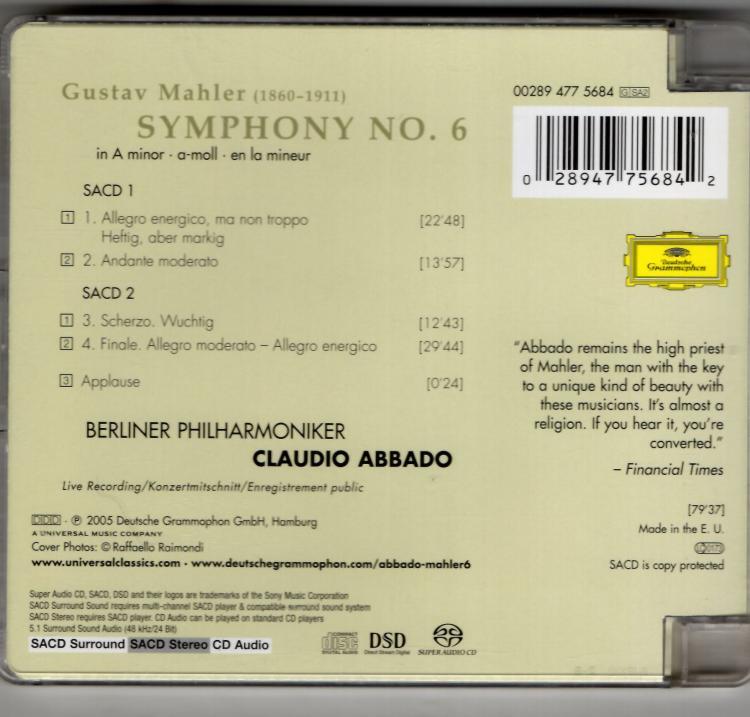 Gustav Mahler (1860–1911)
SYMPHONY NO. 6
in A minor · a-moll · en la mineur
SACD 1
1 1. Allegro energico, ma non troppo [22'48]
Heftig, aber markig
2 2. Andante moderato [13'57]
SACD 2
1 3. Scherzo. Wuchtig [12'43]
2 4. Finale. Allegro moderato – Allegro energico [29'44]
3 Applause [0'24]
BERLINER PHILHARMONIKER
CLAUDIO ABBADO
Live Recording/Konzertmitschnitt/Enregistrement public
DDD · ℗ 2005 Deutsche Grammophon GmbH, Hamburg
A UNIVERSAL MUSIC COMPANY
Cover Photos: © Raffaello Raimondi
www.universalclassics.com · www.deutschegrammophon.com/abbado-mahler6
Super Audio CD, SACD, DSD and their logos are trademarks of the Sony Music Corporation
SACD Surround Sound requires multi-channel SACD player & compatible surround sound system
SACD Stereo requires SACD player. CD Audio can be played on standard CD players
5.1 Surround Sound Audio (48 kHz/24 Bit)
SACD Surround SACD Stereo CD Audio
COMPACT
disc
DIGITAL AUDIO
DSD
Direct Stream Digital
SUPER AUDIO CD
00289 477 5684 G SA2
0 28947 75684 2
Deutsche
Grammophon
"Abbado remains the high priest
of Mahler, the man with the key
to a unique kind of beauty with
these musicians. It's almost a
religion. If you hear it, you're
converted."
– Financial Times
[79'37]
Made in the E. U.
SACD is copy protected